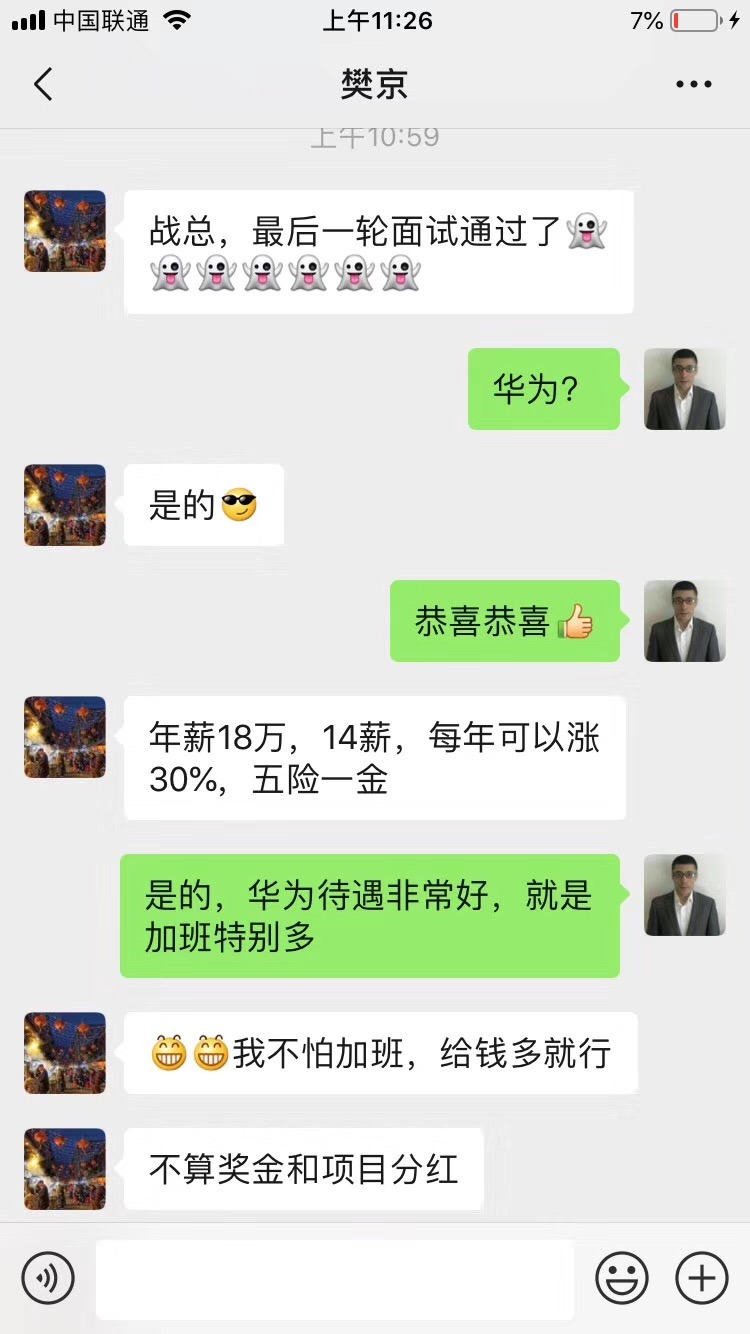 中国联通
上午11:26
7%
樊京
上午10:59
战总，最后一轮面试通过了👻
👻👻👻👻👻👻
华为?
是的😎
恭喜恭喜👍
年薪18万，14薪，每年可以涨
30%，五险一金
是的，华为待遇非常好，就是
加班特别多
😁😁我不怕加班，给钱多就行
不算奖金和项目分红